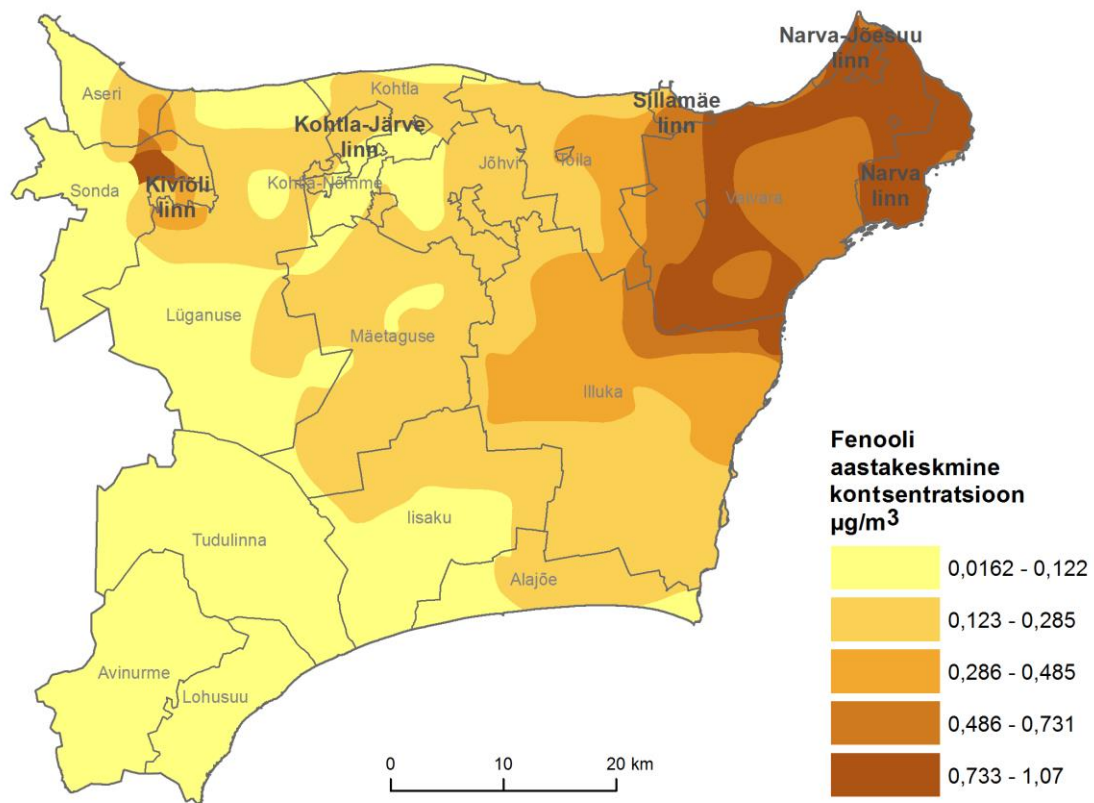 Narva-Jõesuu
linn
Aseri
Kohtla
Sillamäe
linn
Kohtla-Järve
linn
Toila
Jõhvi
Sonda
Kiviõli
linn
Kohtla-Nõmme
Vaivara
Narva
linn
Lüganuse
Mäetaguse
Illuka
Iisaku
Tudulinna
Alajõe
Avinurme
Lohusuu
Fenooli
aastakeskmine
kontsentratsioon
µg/m³
0,0162 - 0,122
0,123 - 0,285
0,286 - 0,485
0,486 - 0,731
0,733 - 1,07
0 10 20 km